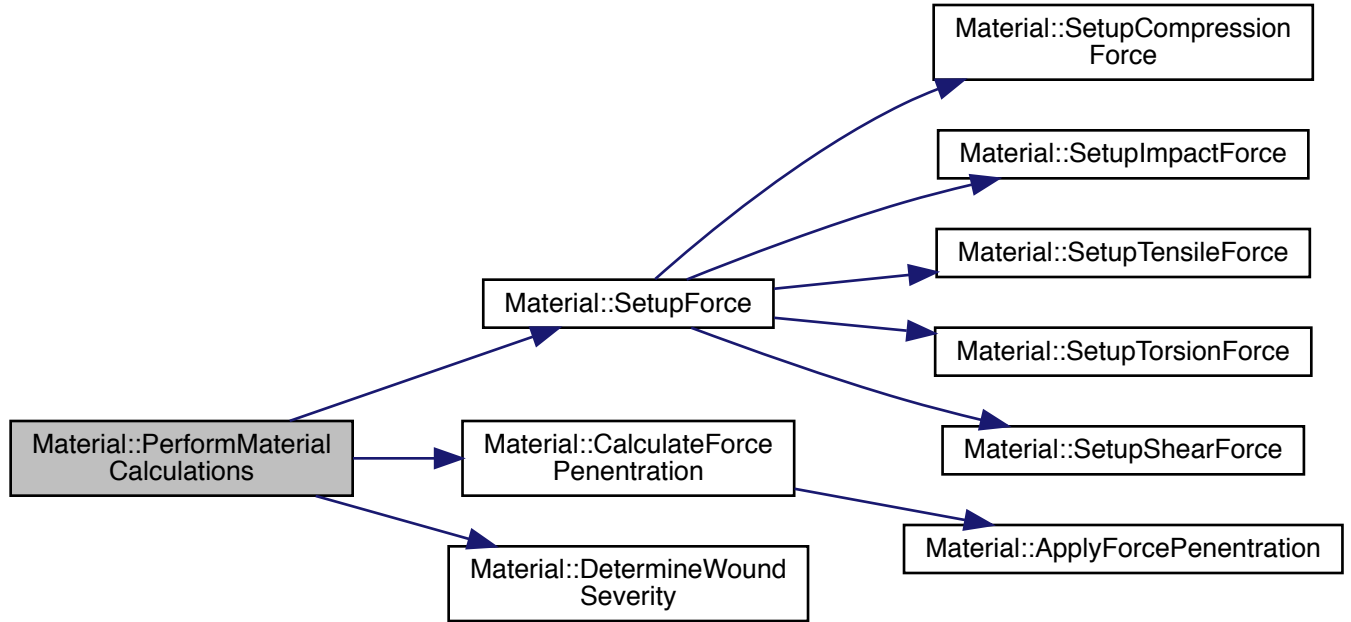 Material::SetupCompression
Force
Material::SetupImpactForce
Material::SetupTensileForce
Material::SetupForce
Material::SetupTorsionForce
Material::PerformMaterial
Calculations
Material::CalculateForce
Penentration
Material::SetupShearForce
Material::ApplyForcePenentration
Material::DetermineWound
Severity